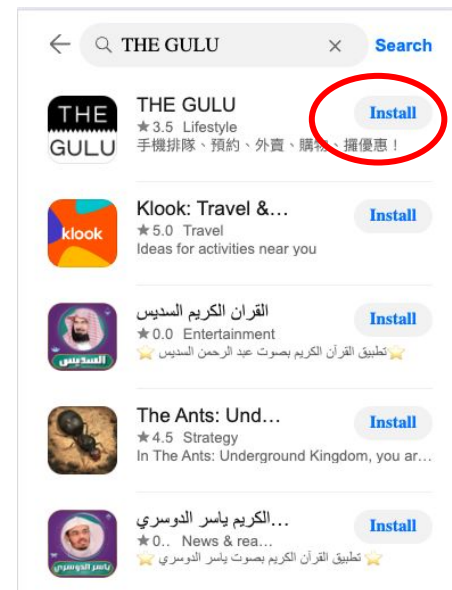 THE GULU
Search
THE
GULU
THE GULU
★3.5 Lifestyle
手機排隊、預約、外賣、購物、攞優惠！
Install
klook
Klook: Travel &...
★5.0 Travel
Ideas for activities near you
Install
السديس
القران الكريم السديس
★0.0 Entertainment
⭐تطبيق القرآن الكريم بصوت عبد الرحمن السديس ⭐
Install
The Ants: Und...
★4.5 Strategy
In The Ants: Underground Kingdom, you ar...
Install
ياسر الدوسري
الكريم ياسر الدوسري...
★0.. News & rea...
⭐ تطبيق القرآن الكريم بصوت ياسر الدوسري ⭐
Install